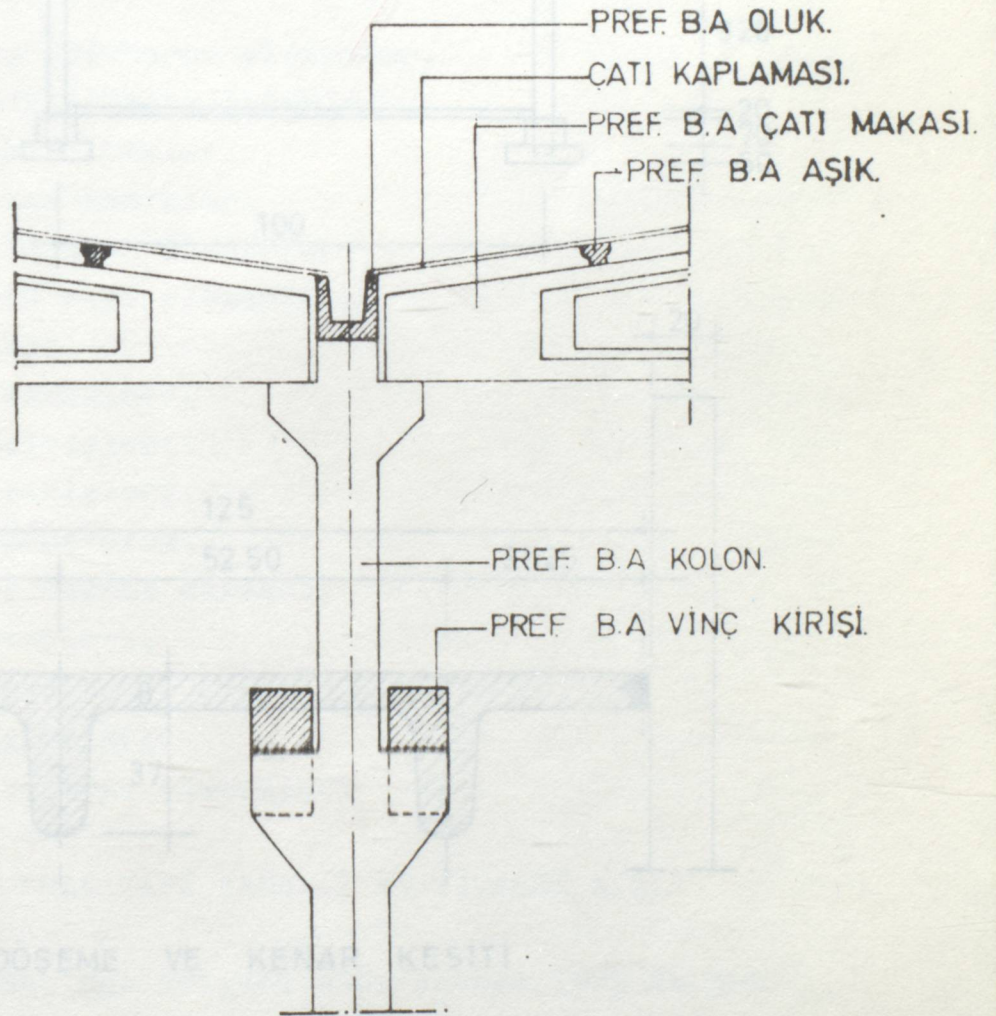 PREF. B.A OLUK.
ÇATI KAPLAMASI.
PREF. B.A ÇATI MAKASI.
PREF. B.A AŞIK.
100
125
52.50
PREF. B.A KOLON.
PREF. B.A VİNÇ KİRİŞİ.
37
DÖŞEME VE KENAR KESİTİ